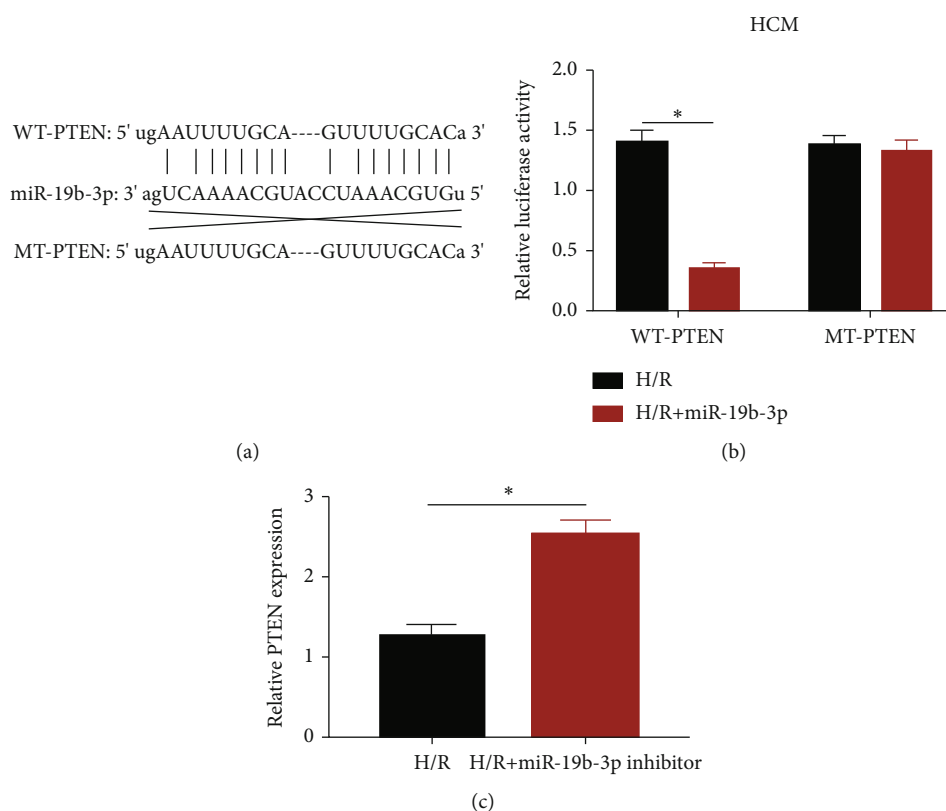 WT-PTEN: 5' ugAAUUUUGCA----GUUUUGCACa 3'
miR-19b-3p: 3' agUCAAAACGUACCUAAACGUGu 5'
MT-PTEN: 5' ugAAUUUUGCA----GUUUUGCACa 3'
(a)
HCM
Relative luciferase activity
2.0
1.5
1.0
0.5
0.0
*
WT-PTEN MT-PTEN
H/R
H/R+miR-19b-3p
(b)
Relative PTEN expression
3
2
1
0
*
H/R H/R+miR-19b-3p inhibitor
(c)